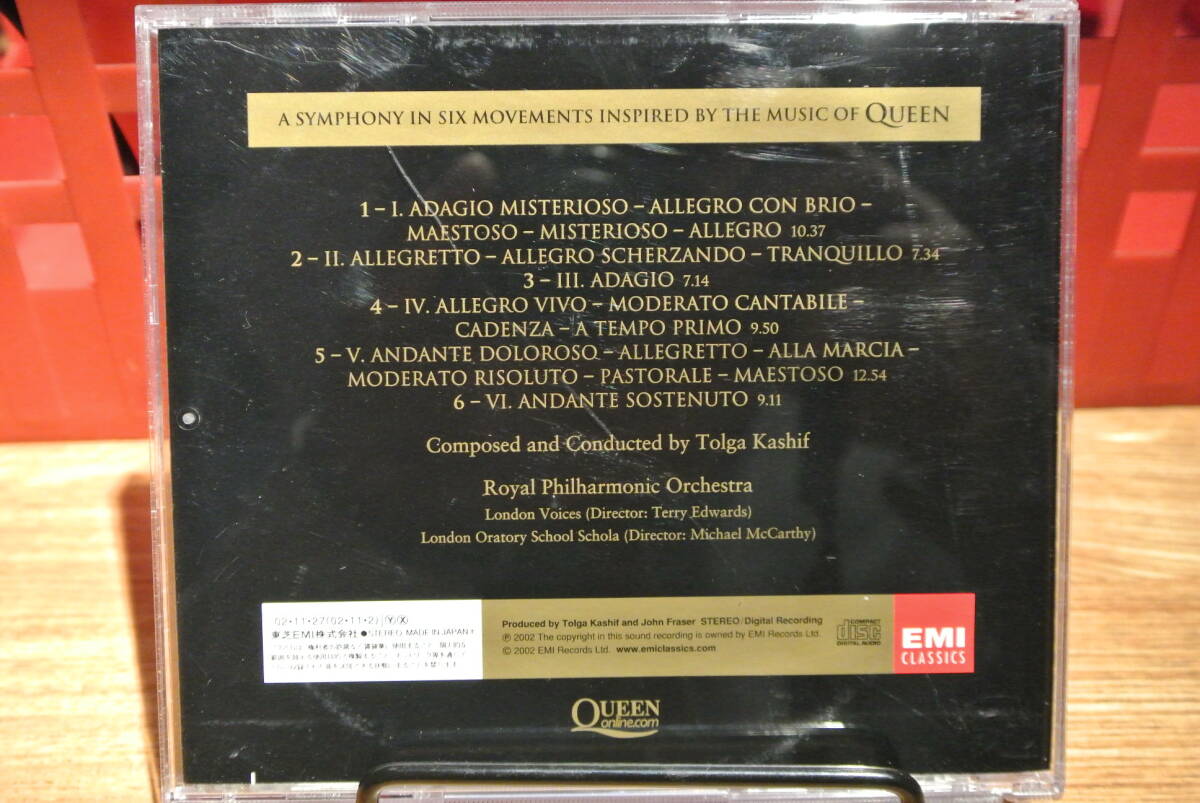 A SYMPHONY IN SIX MOVEMENTS INSPIRED BY THE MUSIC OF QUEEN
1 – I. ADAGIO MISTERIOSO – ALLEGRO CON BRIO –
MAESTOSO – MISTERIOSO – ALLEGRO 10.37
2 – II. ALLEGRETTO – ALLEGRO SCHERZANDO – TRANQUILLO 7.34
3 – III. ADAGIO 7.14
4 – IV. ALLEGRO VIVO – MODERATO CANTABILE –
CADENZA – A TEMPO PRIMO 9.50
5 – V. ANDANTE DOLOROSO – ALLEGRETTO – ALLA MARCIA –
MODERATO RISOLUTO – PASTORALE – MAESTOSO 12.54
6 – VI. ANDANTE SOSTENUTO 9.11
Composed and Conducted by Tolga Kashif
Royal Philharmonic Orchestra
London Voices (Director: Terry Edwards)
London Oratory School Schola (Director: Michael McCarthy)
02•11•27(02•11•2)(Y)(X)
東芝EMI株式会社 ●STEREO MADE IN JAPAN
Produced by Tolga Kashif and John Fraser STEREO/Digital Recording
℗ 2002 The copyright in this sound recording is owned by EMI Records Ltd.
© 2002 EMI Records Ltd. www.emiclassics.com
COMPACT
disc
DIGITAL AUDIO
EMI
CLASSICS
QUEEN
online.com